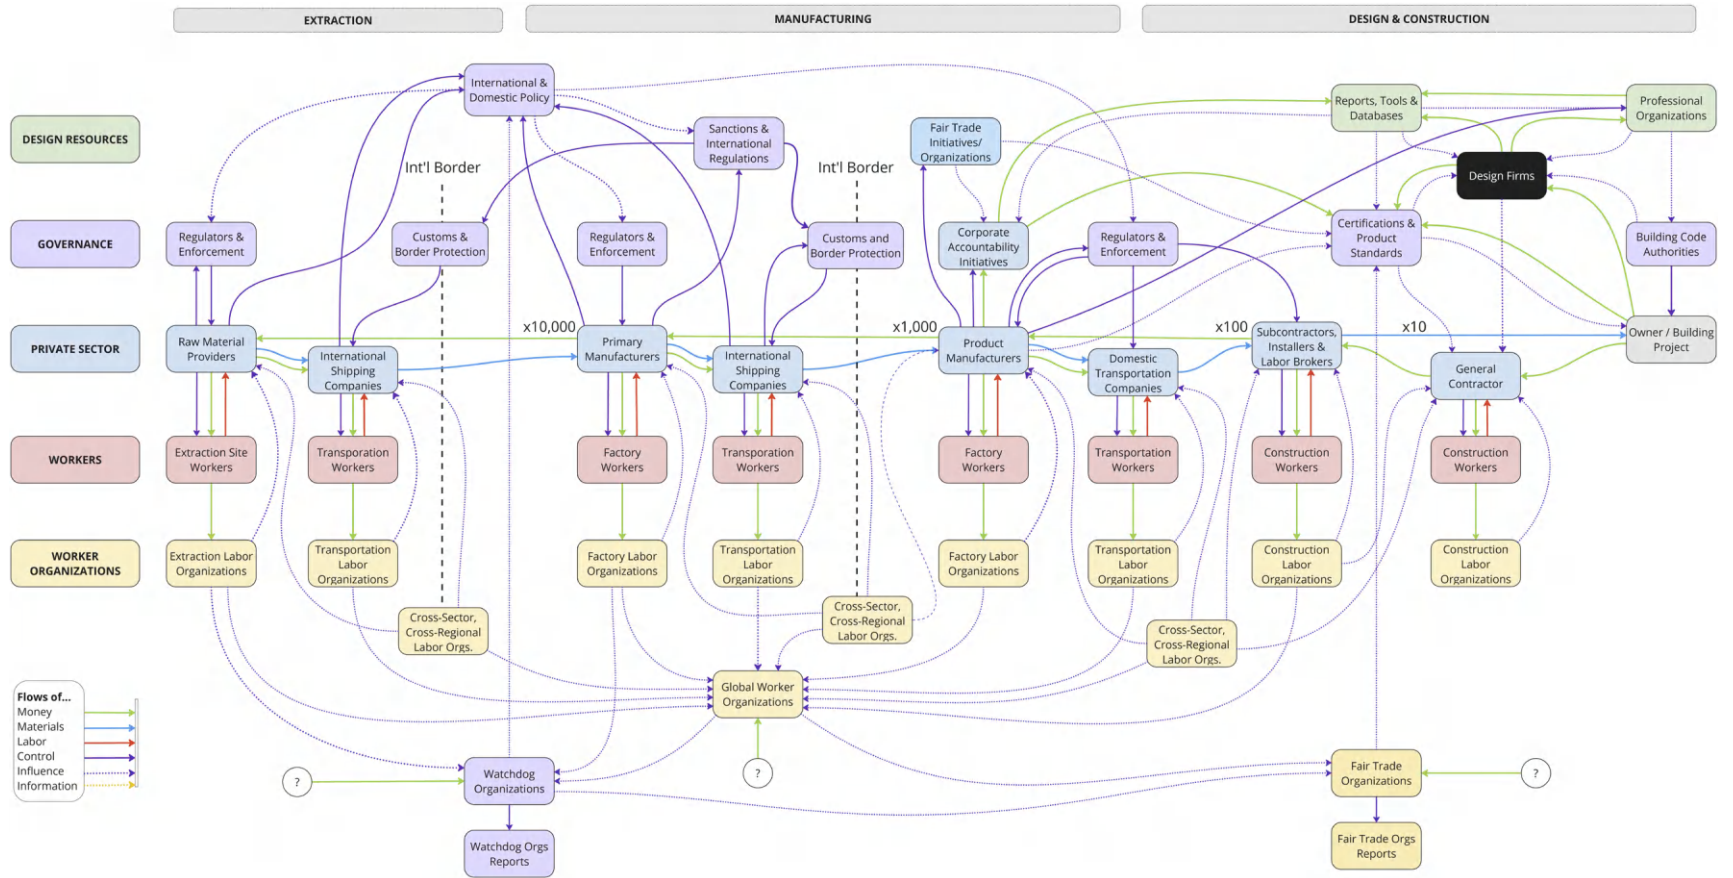 EXTRACTION
MANUFACTURING
DESIGN & CONSTRUCTION
International &
Domestic Policy
Reports, Tools &
Databases
Professional
Organizations
DESIGN RESOURCES
Sanctions &
International
Regulations
Fair Trade
Initiatives/
Organizations
Int'l Border
Int'l Border
Design Firms
GOVERNANCE
Regulators &
Enforcement
Customs &
Border Protection
Regulators &
Enforcement
Customs and
Border Protection
Corporate
Accountability
Initiatives
Regulators &
Enforcement
Certifications &
Product
Standards
Building Code
Authorities
x10,000
x1,000
x100
x10
PRIVATE SECTOR
Raw Material
Providers
International
Shipping
Companies
Primary
Manufacturers
International
Shipping
Companies
Product
Manufacturers
Domestic
Transportation
Companies
Subcontractors,
Installers &
Labor Brokers
General
Contractor
Owner / Building
Project
WORKERS
Extraction Site
Workers
Transporation
Workers
Factory
Workers
Transporation
Workers
Factory
Workers
Transportation
Workers
Construction
Workers
Construction
Workers
WORKER
ORGANIZATIONS
Extraction Labor
Organizations
Transportation
Labor
Organizations
Factory Labor
Organizations
Transportation
Labor
Organizations
Factory Labor
Organizations
Transportation
Labor
Organizations
Construction
Labor
Organizations
Construction
Labor
Organizations
Cross-Sector,
Cross-Regional
Labor Orgs.
Cross-Sector,
Cross-Regional
Labor Orgs.
Cross-Sector,
Cross-Regional
Labor Orgs.
Global Worker
Organizations
Flows of...
Money
Materials
Labor
Control
Influence
Information
?
Watchdog
Organizations
?
Fair Trade
Organizations
?
Watchdog Orgs
Reports
Fair Trade Orgs
Reports